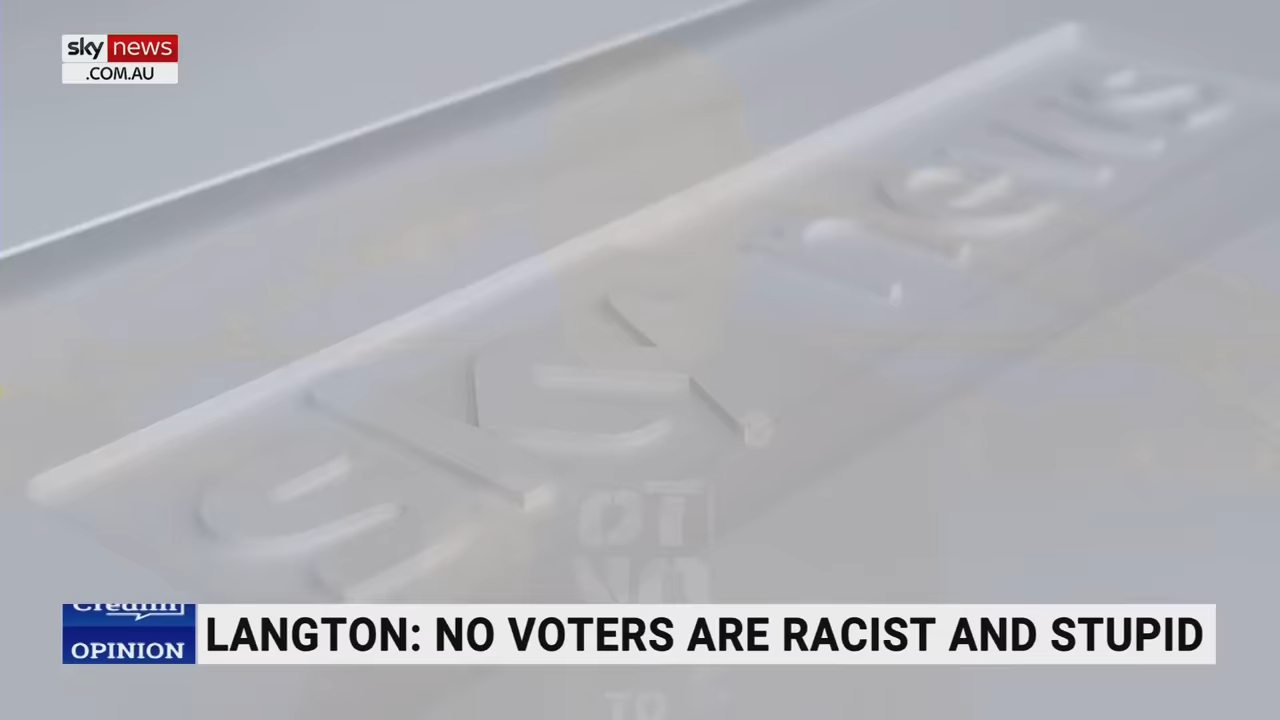 sky news
.COM.AU
Credlin
OPINION
LANGTON: NO VOTERS ARE RACIST AND STUPID